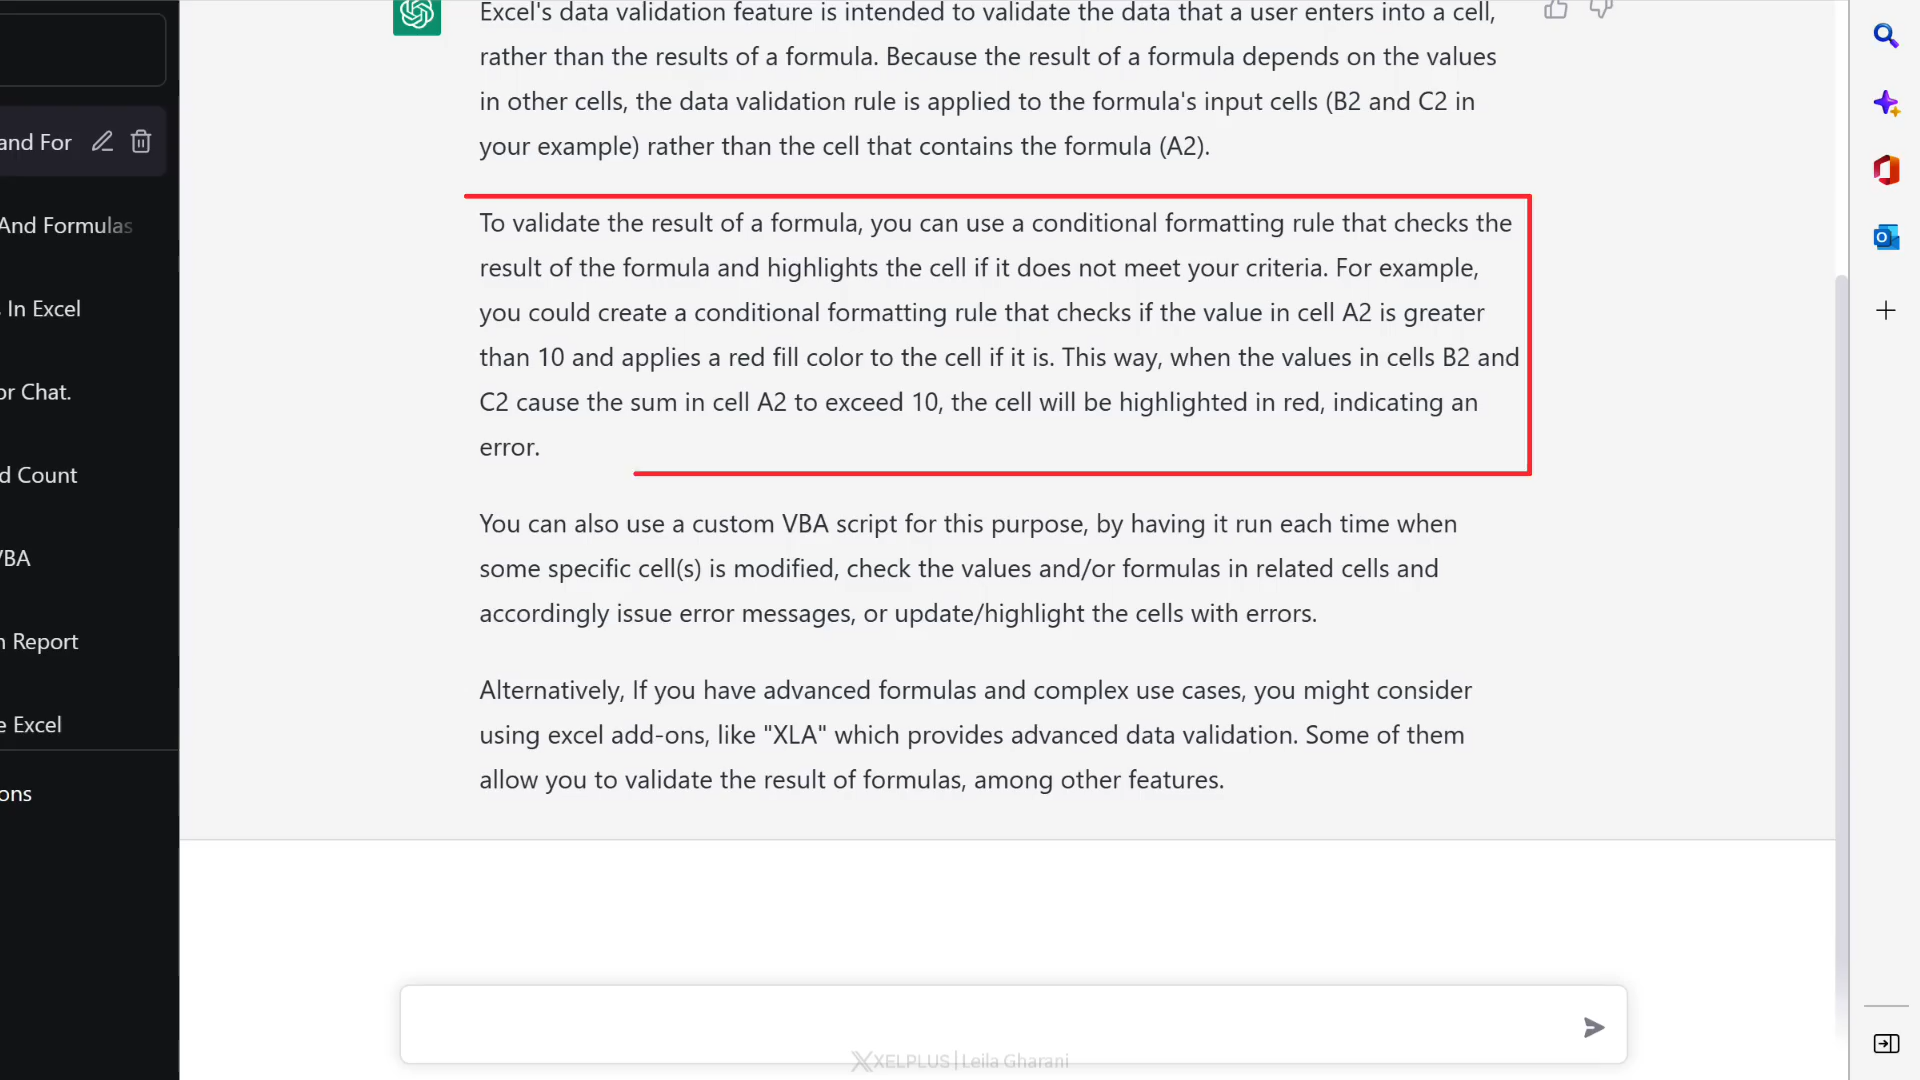 Excel's data validation feature is intended to validate the data that a user enters into a cell,
rather than the results of a formula. Because the result of a formula depends on the values
in other cells, the data validation rule is applied to the formula's input cells (B2 and C2 in
your example) rather than the cell that contains the formula (A2).
To validate the result of a formula, you can use a conditional formatting rule that checks the
result of the formula and highlights the cell if it does not meet your criteria. For example,
you could create a conditional formatting rule that checks if the value in cell A2 is greater
than 10 and applies a red fill color to the cell if it is. This way, when the values in cells B2 and
C2 cause the sum in cell A2 to exceed 10, the cell will be highlighted in red, indicating an
error.
You can also use a custom VBA script for this purpose, by having it run each time when
some specific cell(s) is modified, check the values and/or formulas in related cells and
accordingly issue error messages, or update/highlight the cells with errors.
Alternatively, If you have advanced formulas and complex use cases, you might consider
using excel add-ons, like "XLA" which provides advanced data validation. Some of them
allow you to validate the result of formulas, among other features.
and For
And Formulas
In Excel
or Chat.
d Count
VBA
n Report
e Excel
ons
XELPLUS | Leila Gharani